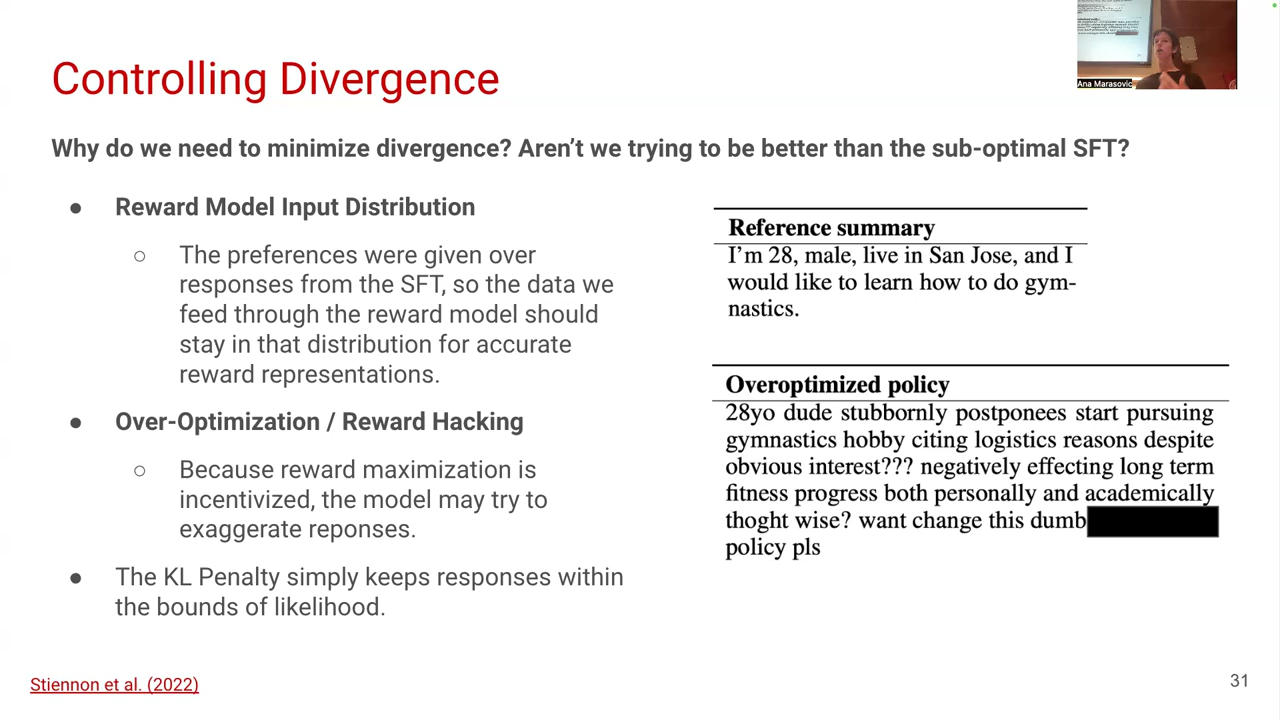 Controlling Divergence
Ana Marasovic
Why do we need to minimize divergence? Aren't we trying to be better than the sub-optimal SFT?
● Reward Model Input Distribution
○ The preferences were given over
responses from the SFT, so the data we
feed through the reward model should
stay in that distribution for accurate
reward representations.
● Over-Optimization / Reward Hacking
○ Because reward maximization is
incentivized, the model may try to
exaggerate reponses.
● The KL Penalty simply keeps responses within
the bounds of likelihood.
Reference summary
I'm 28, male, live in San Jose, and I
would like to learn how to do gym-
nastics.
Overoptimized policy
28yo dude stubbornly postponees start pursuing
gymnastics hobby citing logistics reasons despite
obvious interest??? negatively effecting long term
fitness progress both personally and academically
thoght wise? want change this dumb
policy pls
Stiennon et al. (2022)
31